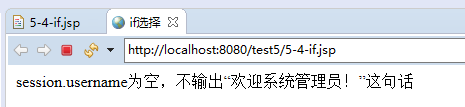 5-4-if.jsp
if选择
http://localhost:8080/test5/5-4-if.jsp
session.username为空，不输出“欢迎系统管理员！”这句话